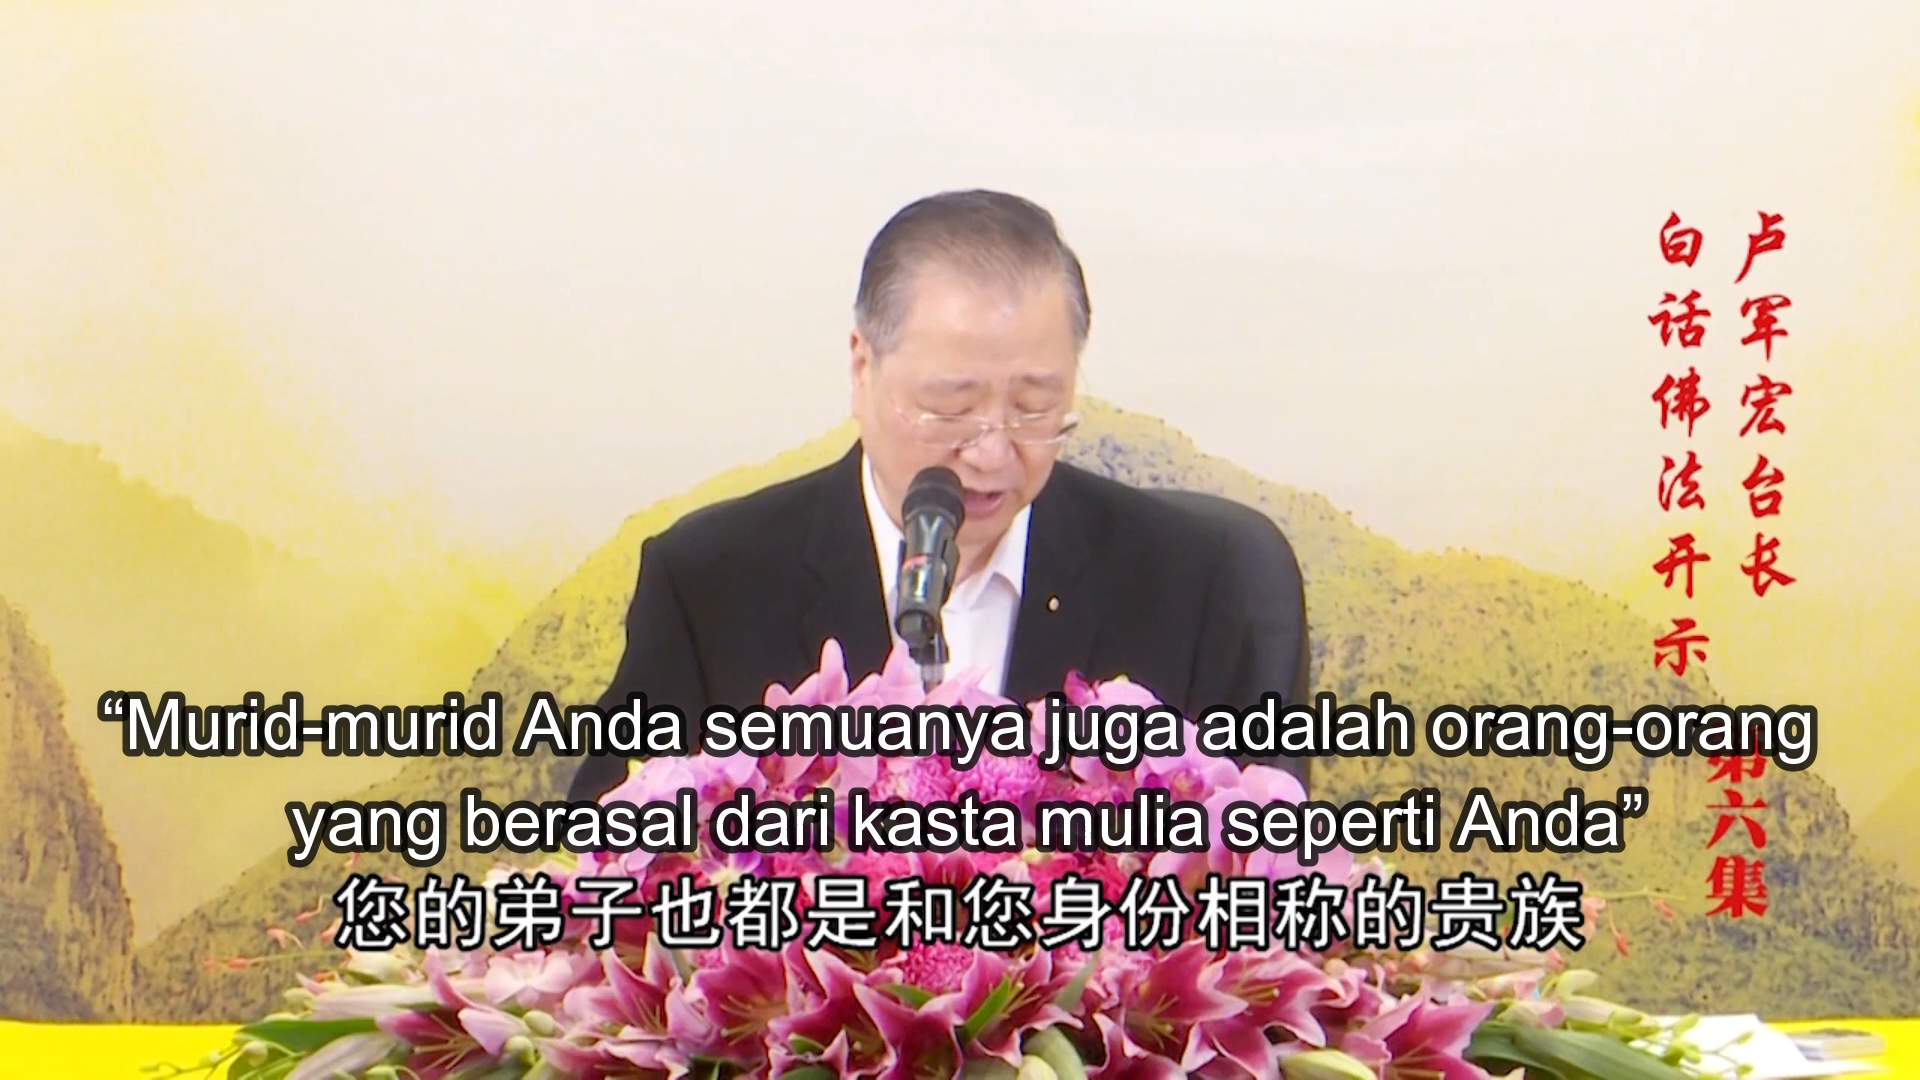 卢军宏台长
白话佛法开示
第六集
“Murid-murid Anda semuanya juga adalah orang-orang
yang berasal dari kasta mulia seperti Anda”
您的弟子也都是和您身份相称的贵族